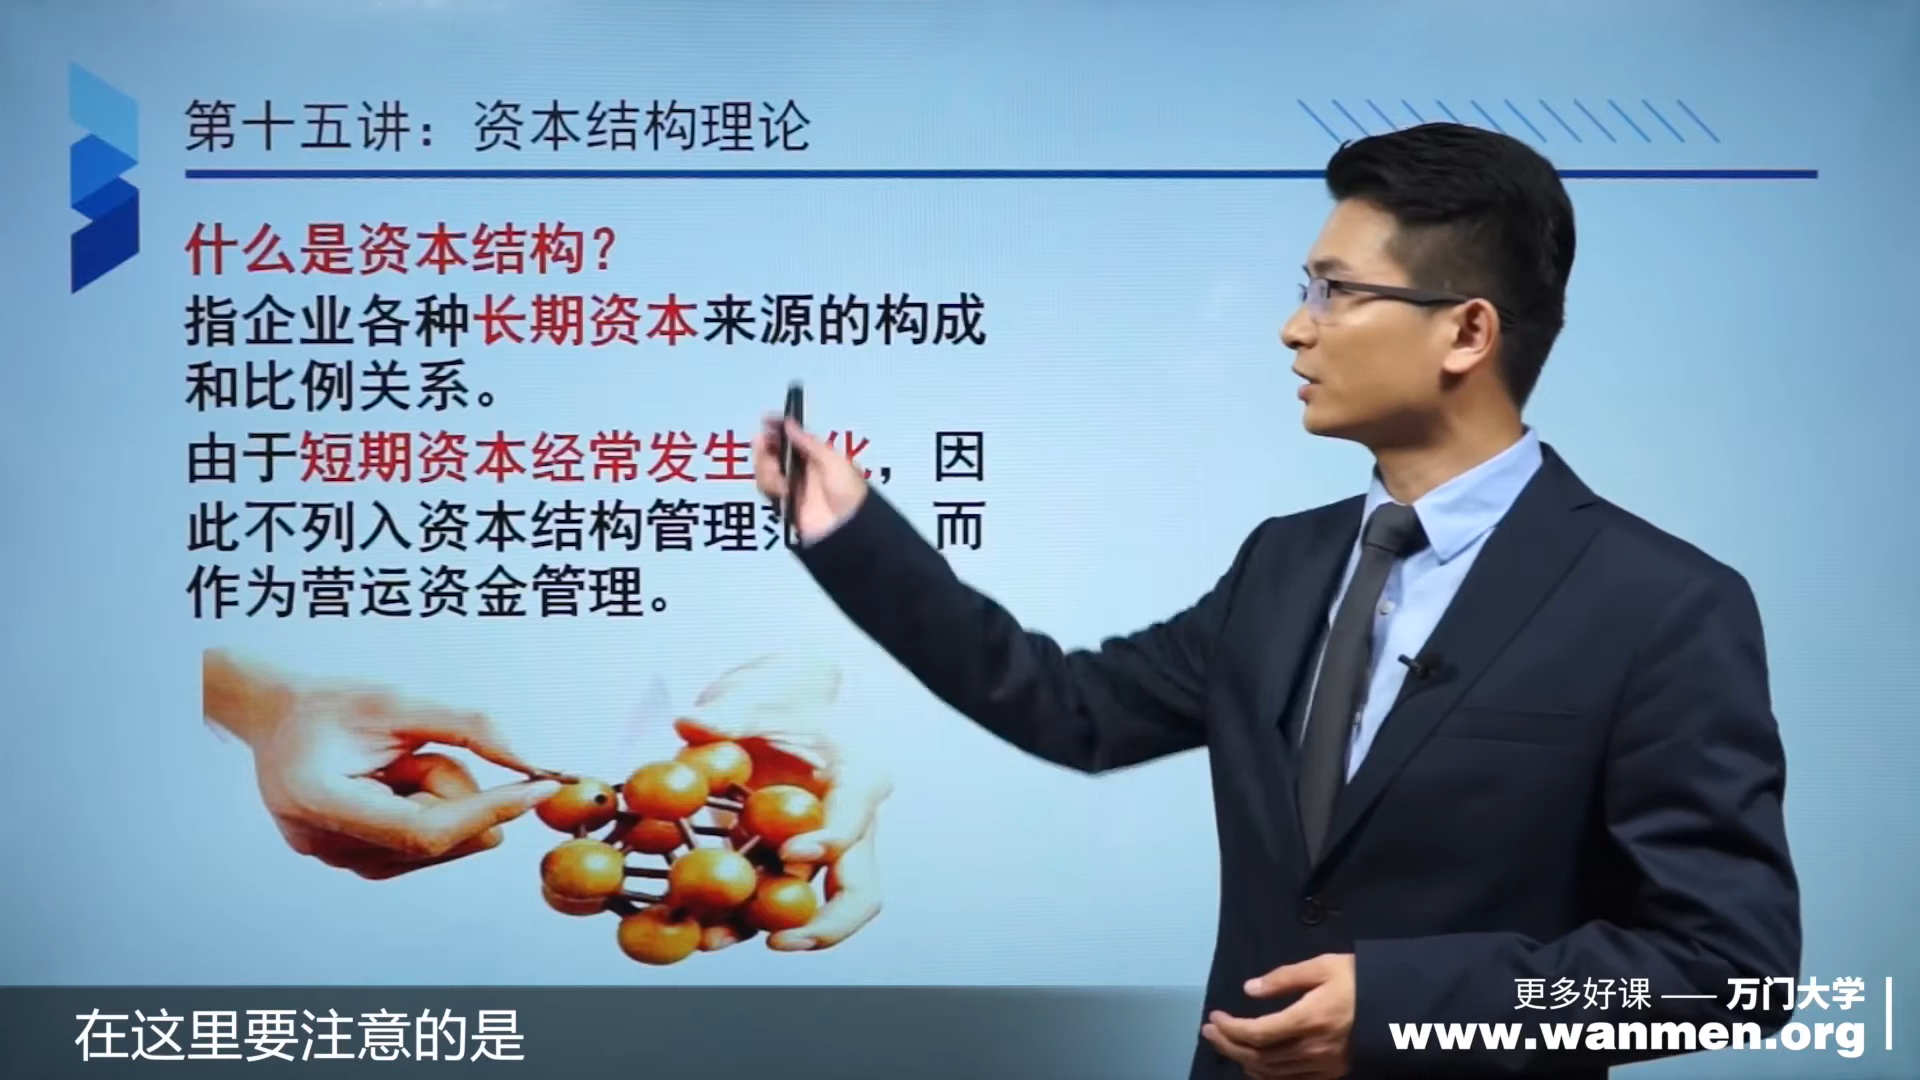 第十五讲：资本结构理论
什么是资本结构？
指企业各种长期资本来源的构成
和比例关系。
由于短期资本经常发生化，因
此不列入资本结构管理 而
作为营运资金管理。
在这里要注意的是
更多好课 —— 万门大学
www.wanmen.org